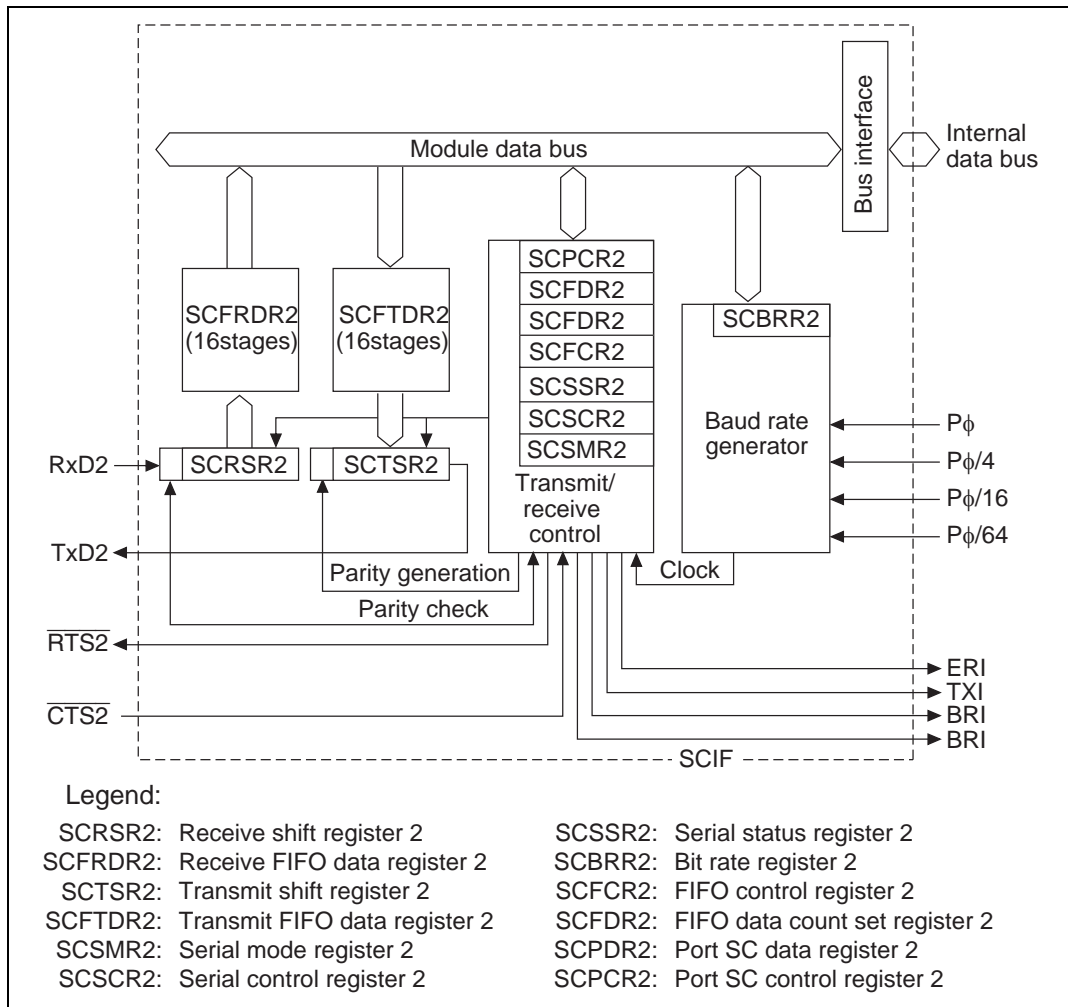 Module data bus
Bus interface
Internal
data bus
SCFRDR2
(16stages)
SCFTDR2
(16stages)
SCPCR2
SCFDR2
SCFDR2
SCFCR2
SCSSR2
SCSCR2
SCSMR2
Transmit/
receive
control
SCBRR2
Baud rate
generator
Pϕ
Pϕ/4
Pϕ/16
Pϕ/64
RxD2
SCRSR2
SCTSR2
TxD2
Parity generation
Clock
Parity check
RTS2
CTS2
ERI
TXI
BRI
BRI
SCIF
Legend:
SCRSR2: Receive shift register 2
SCFRDR2: Receive FIFO data register 2
SCTSR2: Transmit shift register 2
SCFTDR2: Transmit FIFO data register 2
SCSMR2: Serial mode register 2
SCSCR2: Serial control register 2
SCSSR2: Serial status register 2
SCBRR2: Bit rate register 2
SCFCR2: FIFO control register 2
SCFDR2: FIFO data count set register 2
SCPDR2: Port SC data register 2
SCPCR2: Port SC control register 2